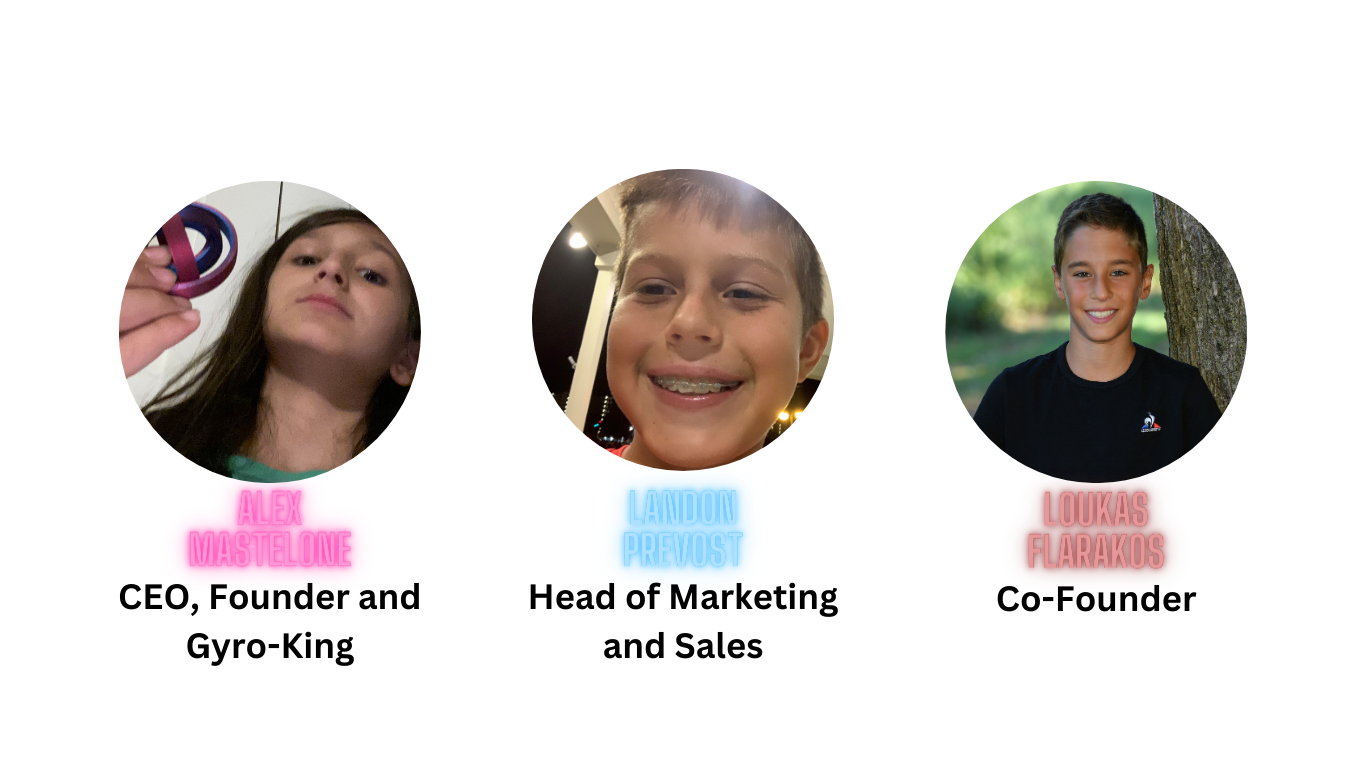 ALEX
MASTELONE
CEO, Founder and
Gyro-King
LANDON
PREVOST
Head of Marketing
and Sales
LOUKAS
FLARAKOS
Co-Founder